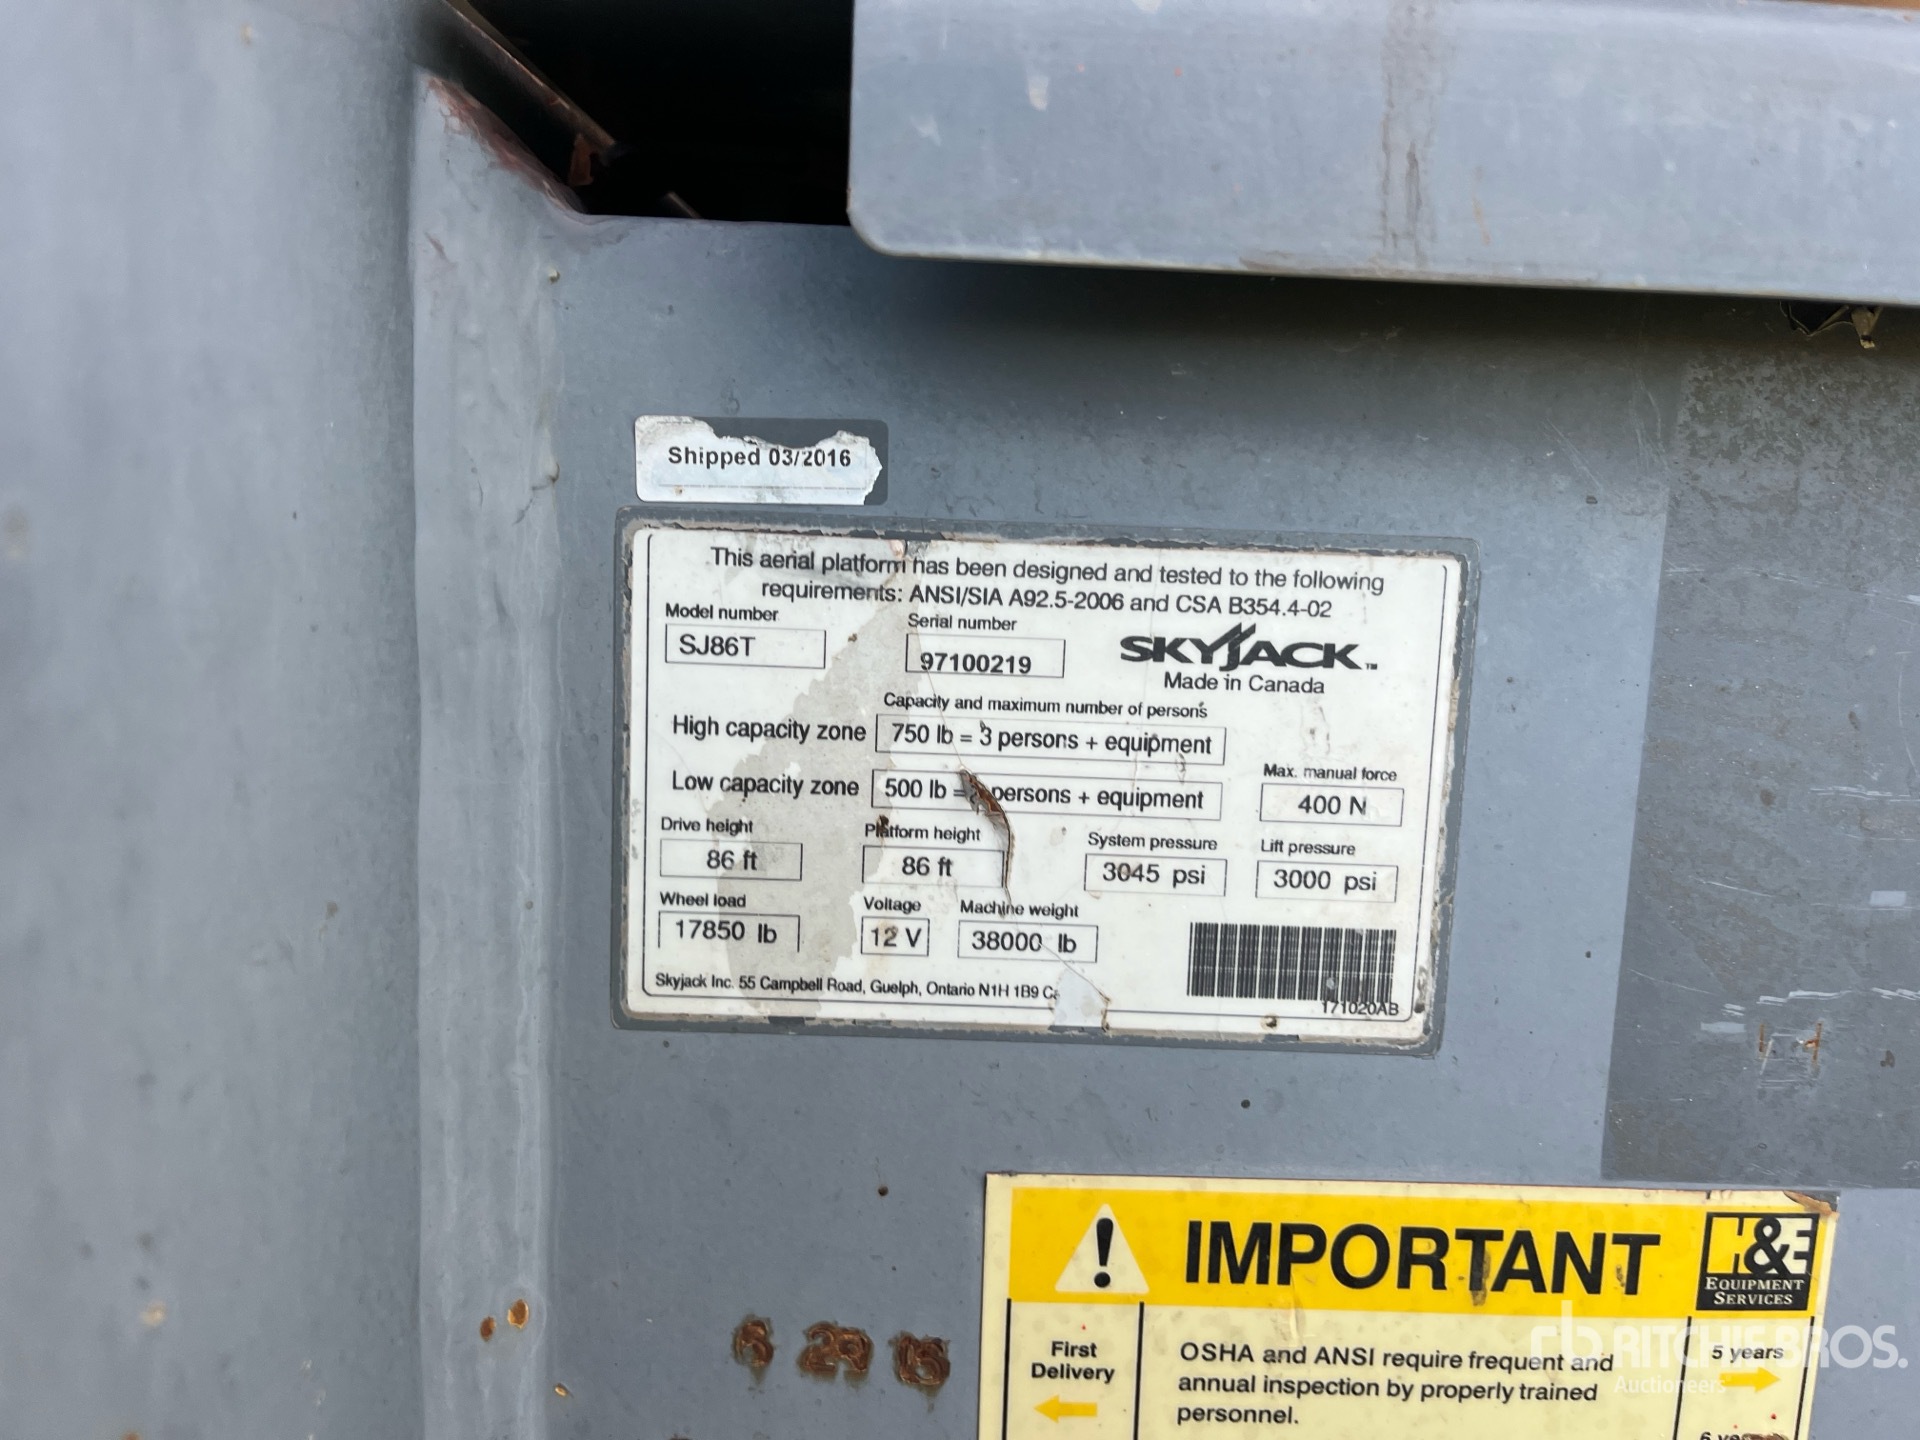 Shipped 03/2016
This aerial platform has been designed and tested to the following
requirements: ANSI/SIA A92.5-2006 and CSA B354.4-02
Model number
SJ86T
Serial number
97100219
SKYJACK™
Made in Canada
Capacity and maximum number of persons
High capacity zone
750 lb = 3 persons + equipment
Low capacity zone
500 lb = persons + equipment
Max. manual force
400 N
Drive height
86 ft
Platform height
86 ft
System pressure
3045 psi
Lift pressure
3000 psi
Wheel load
17850 lb
Voltage
12 V
Machine weight
38000 lb
Skyjack Inc. 55 Campbell Road, Guelph, Ontario N1H 1B9
171020AB
IMPORTANT
H&E
EQUIPMENT
SERVICES
First
Delivery
OSHA and ANSI require frequent and
annual inspection by properly trained
personnel.
5 years
29
RITCHIE BROS.
Auctioneers